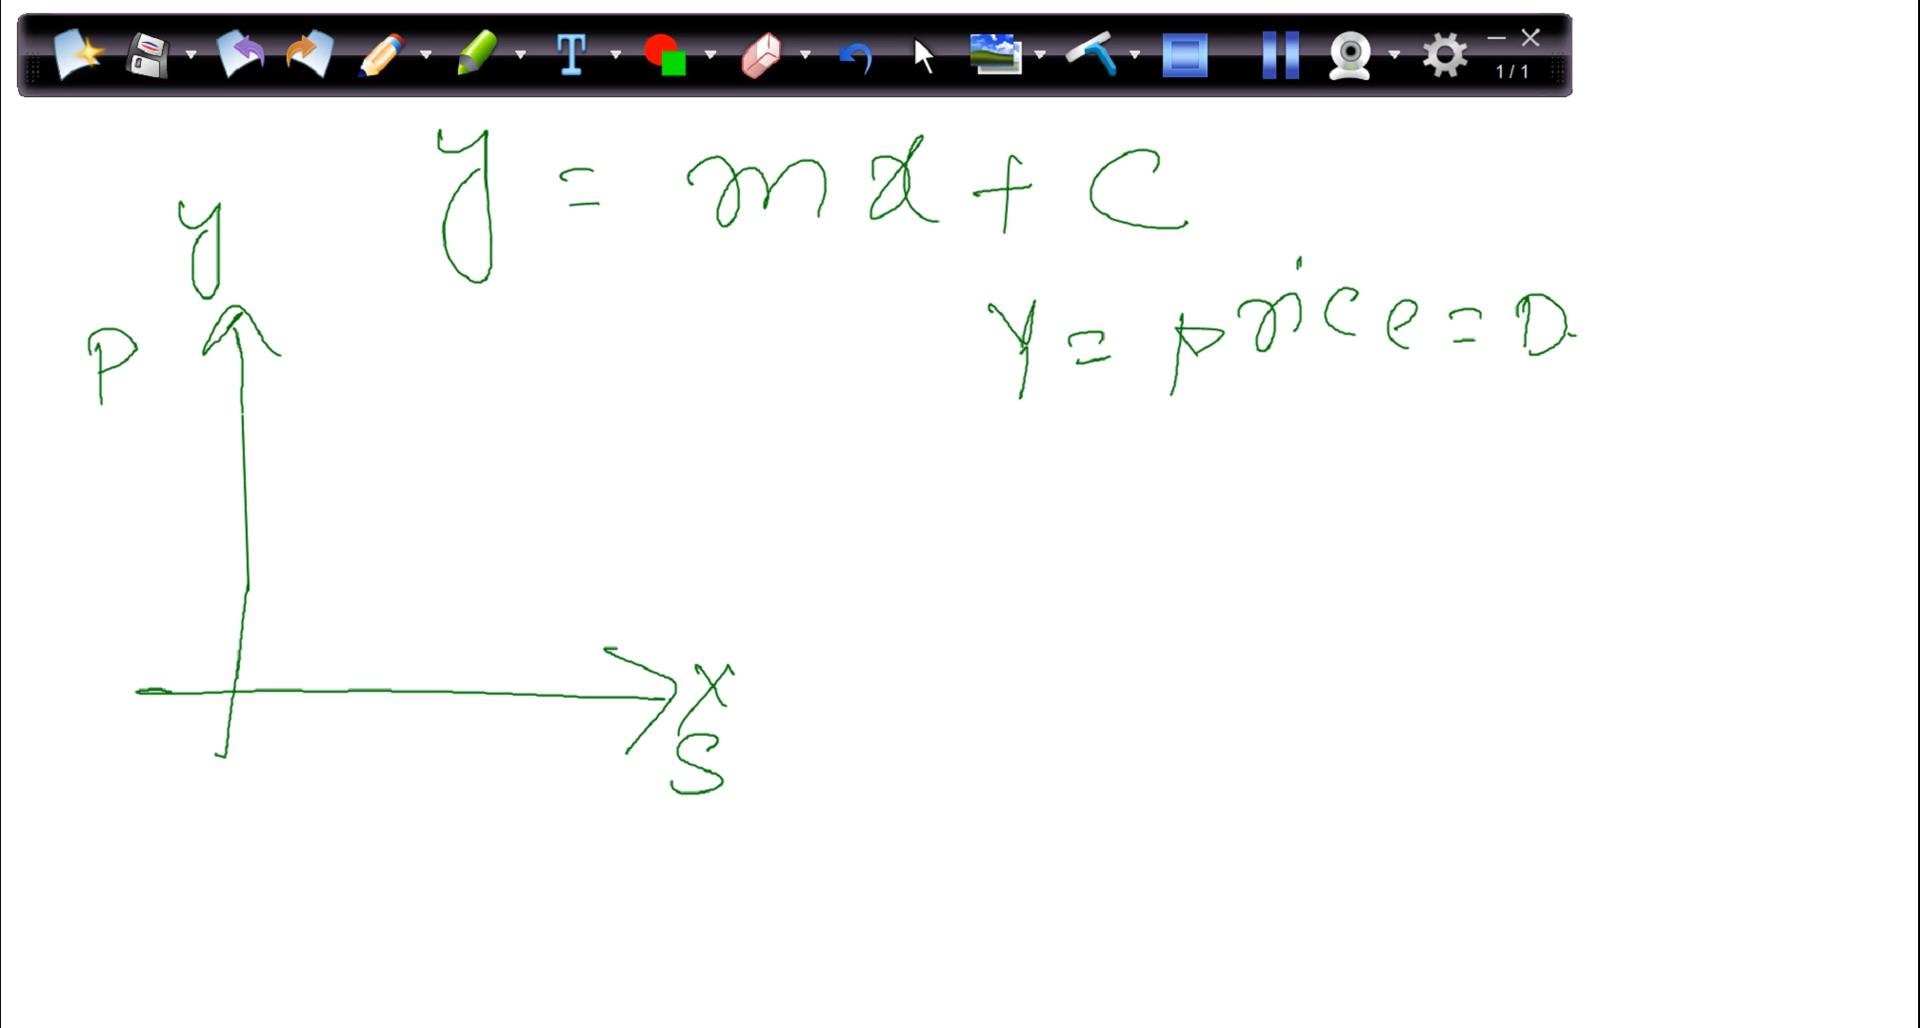 1 / 1
y = mx + C
y
Y = price = D.
P
X
S